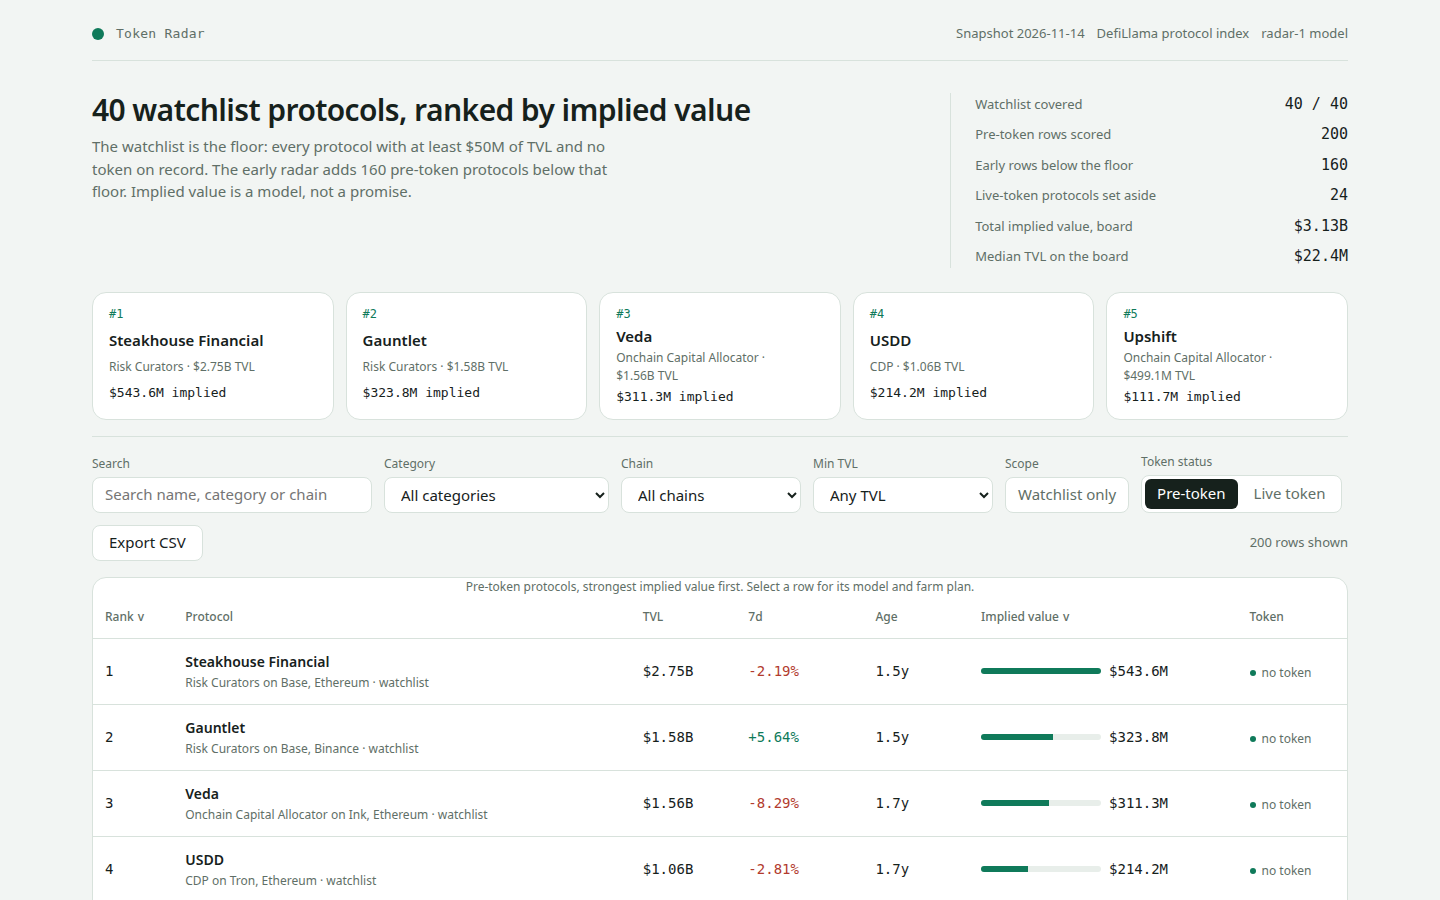 Token Radar
Snapshot 2026-11-14 DefiLlama protocol index radar-1 model
40 watchlist protocols, ranked by implied value
The watchlist is the floor: every protocol with at least $50M of TVL and no
token on record. The early radar adds 160 pre-token protocols below that
floor. Implied value is a model, not a promise.
Watchlist covered 40 / 40
Pre-token rows scored 200
Early rows below the floor 160
Live-token protocols set aside 24
Total implied value, board $3.13B
Median TVL on the board $22.4M
#1
Steakhouse Financial
Risk Curators · $2.75B TVL
$543.6M implied
#2
Gauntlet
Risk Curators · $1.58B TVL
$323.8M implied
#3
Veda
Onchain Capital Allocator ·
$1.56B TVL
$311.3M implied
#4
USDD
CDP · $1.06B TVL
$214.2M implied
#5
Upshift
Onchain Capital Allocator ·
$499.1M TVL
$111.7M implied
Search Category Chain Min TVL Scope Token status
Search name, category or chain All categories All chains Any TVL Watchlist only Pre-token Live token
Export CSV 200 rows shown
Pre-token protocols, strongest implied value first. Select a row for its model and farm plan.
Rank v Protocol TVL 7d Age Implied value v Token
1 Steakhouse Financial $2.75B -2.19% 1.5y $543.6M no token
Risk Curators on Base, Ethereum · watchlist
2 Gauntlet $1.58B +5.64% 1.5y $323.8M no token
Risk Curators on Base, Binance · watchlist
3 Veda $1.56B -8.29% 1.7y $311.3M no token
Onchain Capital Allocator on Ink, Ethereum · watchlist
4 USDD $1.06B -2.81% 1.7y $214.2M no token
CDP on Tron, Ethereum · watchlist